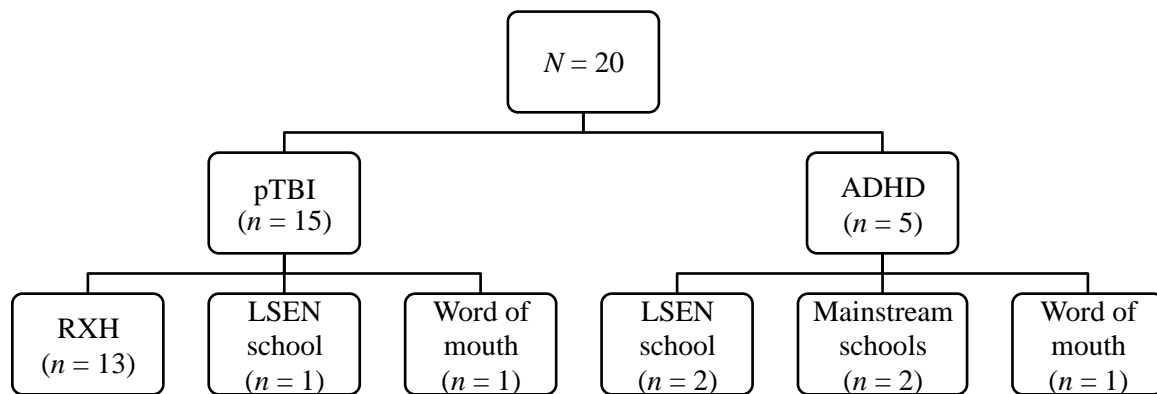 N = 20
pTBI
(n = 15)
ADHD
(n = 5)
RXH
(n = 13)
LSEN
school
(n = 1)
Word of
mouth
(n = 1)
LSEN
school
(n = 2)
Mainstream
schools
(n = 2)
Word of
mouth
(n = 1)